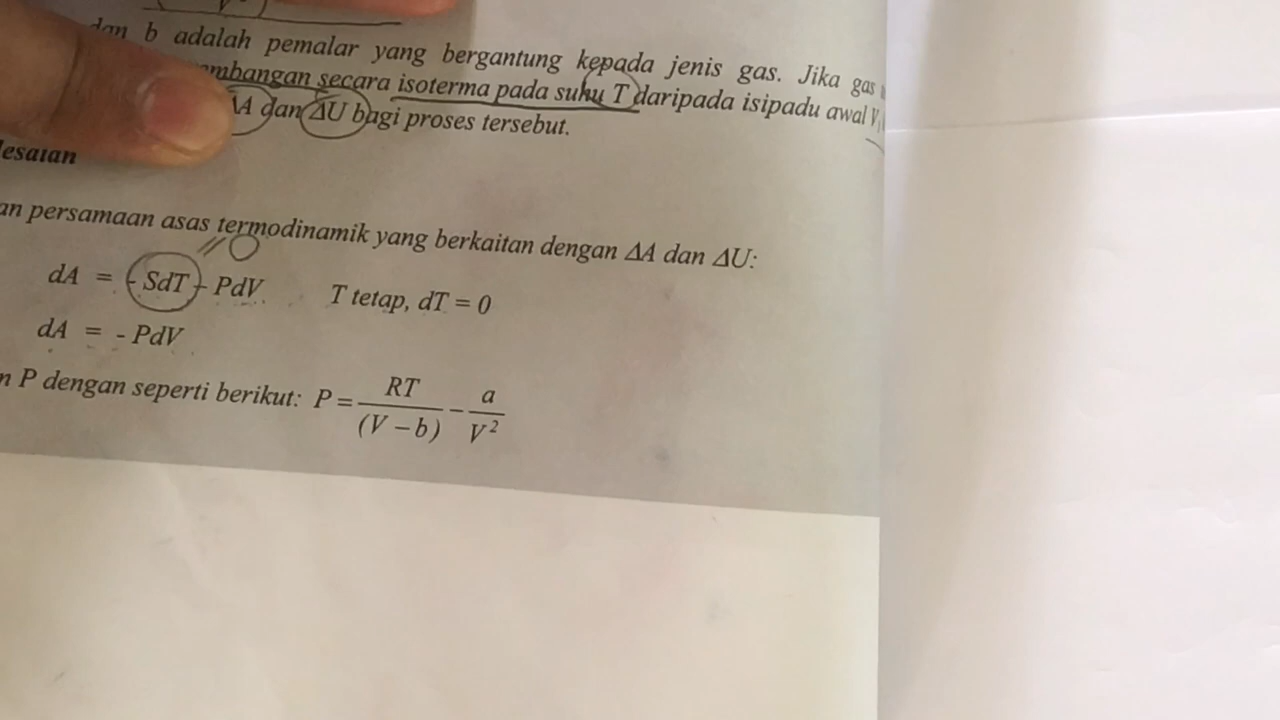 dan b adalah pemalar yang bergantung kepada jenis gas. Jika gas
secara isoterma pada suhu T daripada isipadu awal V
ΔA dan ΔU bagi proses tersebut.
an persamaan asas termodinamik yang berkaitan dengan ΔA dan ΔU:
dA = - SdT - PdV T tetap, dT = 0
dA = - PdV
n P dengan seperti berikut: P = RT/(V – b) – a/V²